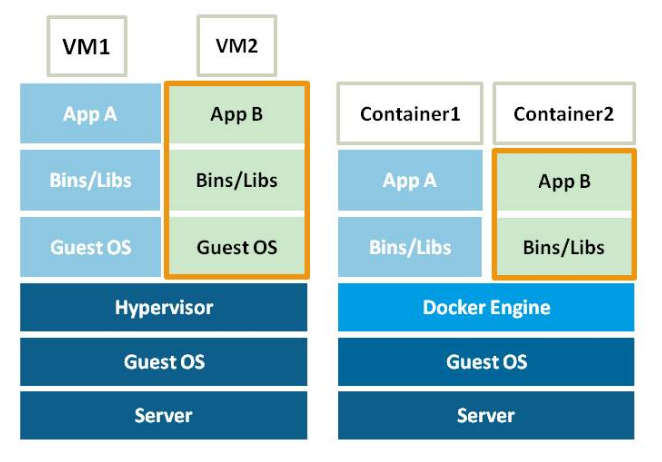 VM1
VM2
App A
App B
Bins/Libs
Bins/Libs
Guest OS
Guest OS
Hypervisor
Guest OS
Server
Container1
Container2
App A
App B
Bins/Libs
Bins/Libs
Docker Engine
Guest OS
Server